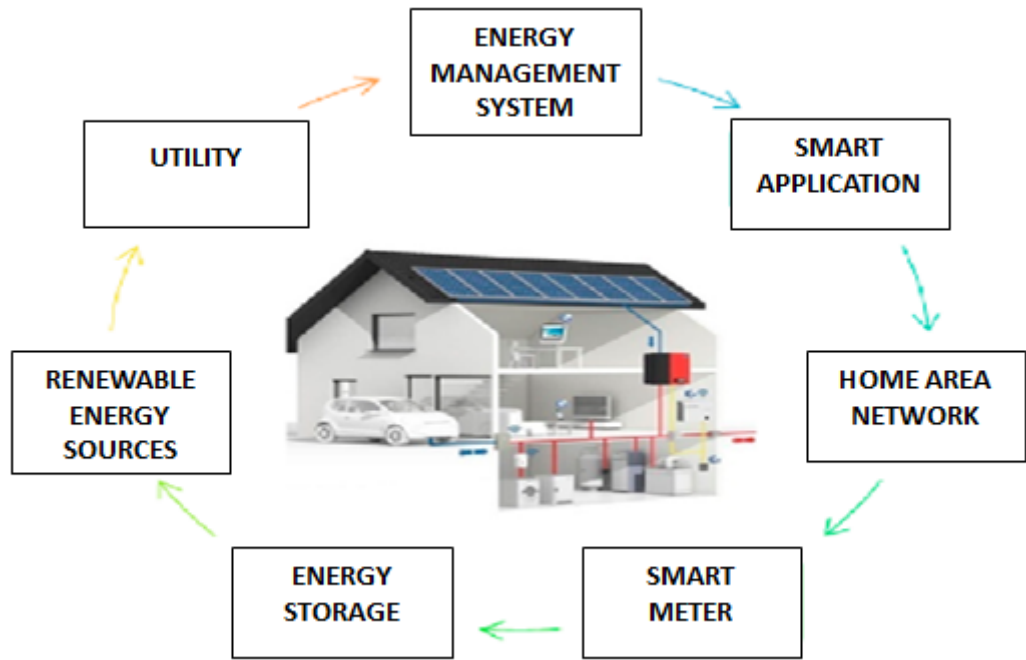 ENERGY
MANAGEMENT
SYSTEM
SMART
APPLICATION
HOME AREA
NETWORK
SMART
METER
ENERGY
STORAGE
RENEWABLE
ENERGY
SOURCES
UTILITY